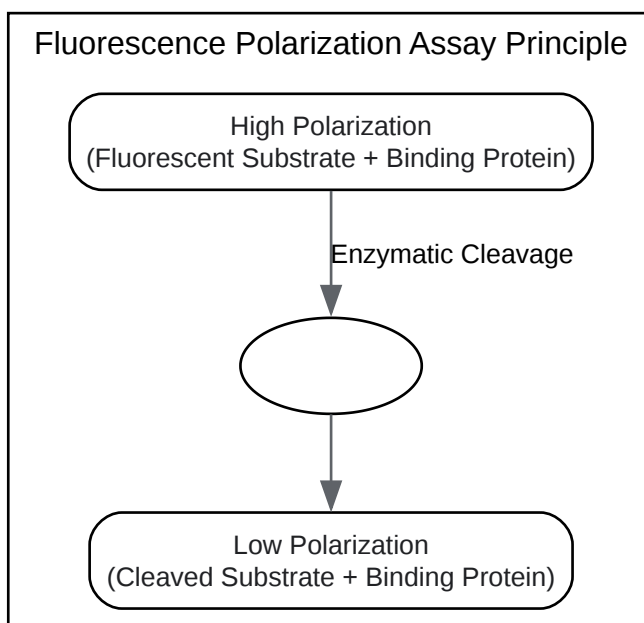 Fluorescence Polarization Assay Principle
High Polarization
(Fluorescent Substrate + Binding Protein)
Enzymatic Cleavage
Low Polarization
(Cleaved Substrate + Binding Protein)